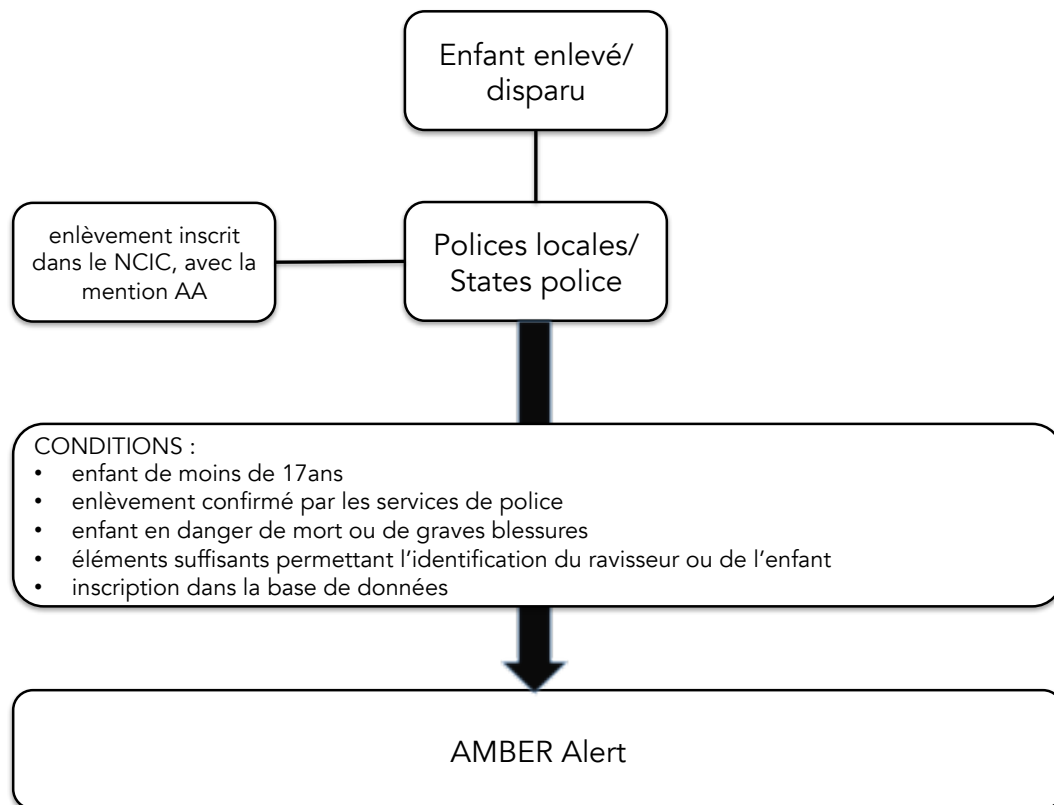 Enfant enlevé/
disparu
enlèvement inscrit
dans le NCIC, avec la
mention AA
Polices locales/
States police
CONDITIONS :
• enfant de moins de 17ans
• enlèvement confirmé par les services de police
• enfant en danger de mort ou de graves blessures
• éléments suffisants permettant l’identification du ravisseur ou de l’enfant
• inscription dans la base de données
AMBER Alert